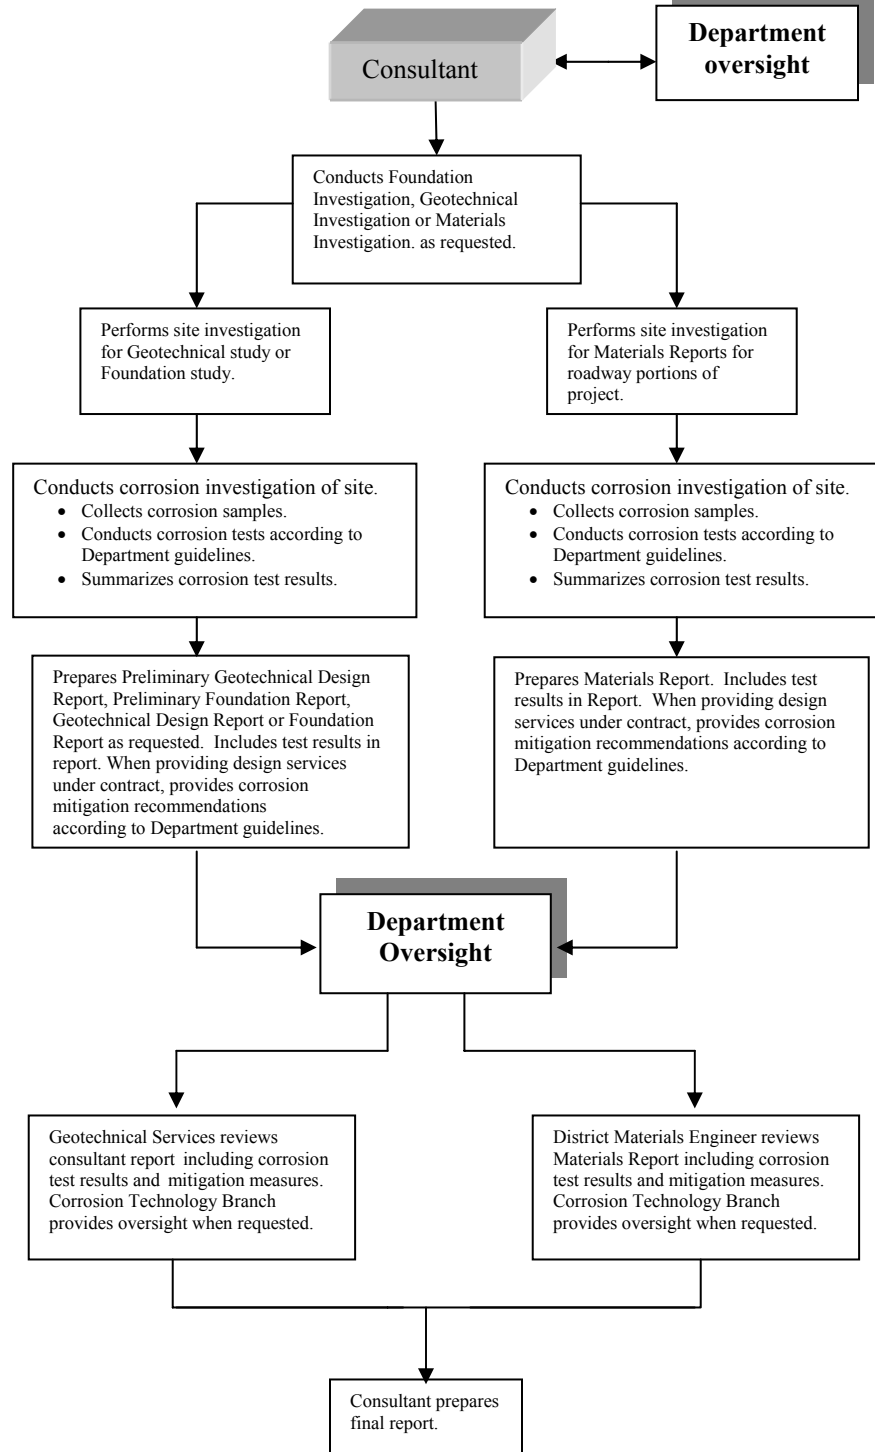 Consultant
Department
oversight
Conducts Foundation
Investigation, Geotechnical
Investigation or Materials
Investigation. as requested.
Performs site investigation
for Geotechnical study or
Foundation study.
Performs site investigation
for Materials Reports for
roadway portions of
project.
Conducts corrosion investigation of site.
• Collects corrosion samples.
• Conducts corrosion tests according to
Department guidelines.
• Summarizes corrosion test results.
Conducts corrosion investigation of site.
• Collects corrosion samples.
• Conducts corrosion tests according to
Department guidelines.
• Summarizes corrosion test results.
Prepares Preliminary Geotechnical Design
Report, Preliminary Foundation Report,
Geotechnical Design Report or Foundation
Report as requested. Includes test results in
report. When providing design services
under contract, provides corrosion
mitigation recommendations
according to Department guidelines.
Prepares Materials Report. Includes test
results in Report. When providing design
services under contract, provides corrosion
mitigation recommendations according to
Department guidelines.
Department
Oversight
Geotechnical Services reviews
consultant report including corrosion
test results and mitigation measures.
Corrosion Technology Branch
provides oversight when requested.
District Materials Engineer reviews
Materials Report including corrosion
test results and mitigation measures.
Corrosion Technology Branch
provides oversight when requested.
Consultant prepares
final report.